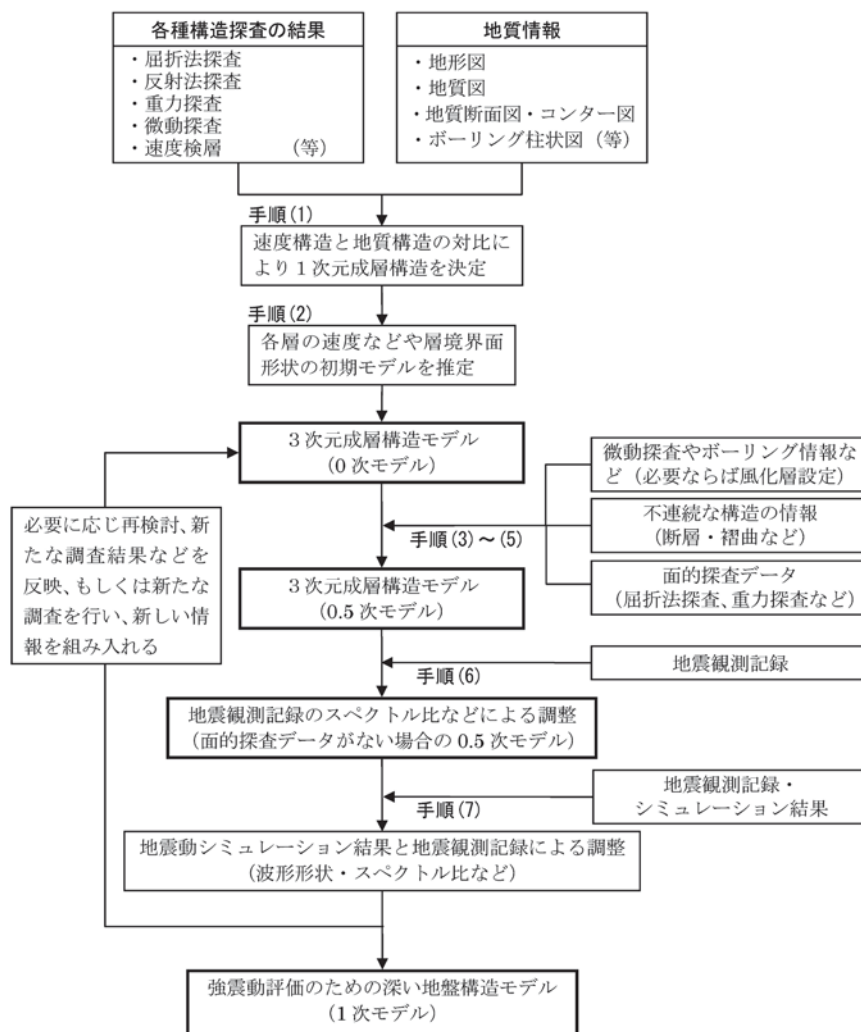 各種構造探査の結果
・屈折法探査
・反射法探査
・重力探査
・微動探査
・速度検層　　　　（等）
地質情報
・地形図
・地質図
・地質断面図・コンター図
・ボーリング柱状図（等）
手順(1)
速度構造と地質構造の対比に
より１次元成層構造を決定
手順(2)
各層の速度などや層境界面
形状の初期モデルを推定
３次元成層構造モデル
(0 次モデル)
微動探査やボーリング情報な
ど（必要ならば風化層設定）
不連続な構造の情報
(断層・褶曲など)
面的探査データ
(屈折法探査、重力探査など)
手順(3)～(5)
必要に応じ再検討、新
たな調査結果などを
反映、もしくは新たな
調査を行い、新しい情
報を組み入れる
３次元成層構造モデル
(0.5 次モデル)
地震観測記録
手順(6)
地震観測記録のスペクトル比などによる調整
(面的探査データがない場合の 0.5 次モデル)
地震観測記録・
シミュレーション結果
手順(7)
地震動シミュレーション結果と地震観測記録による調整
(波形形状・スペクトル比など)
強震動評価のための深い地盤構造モデル
(1 次モデル)